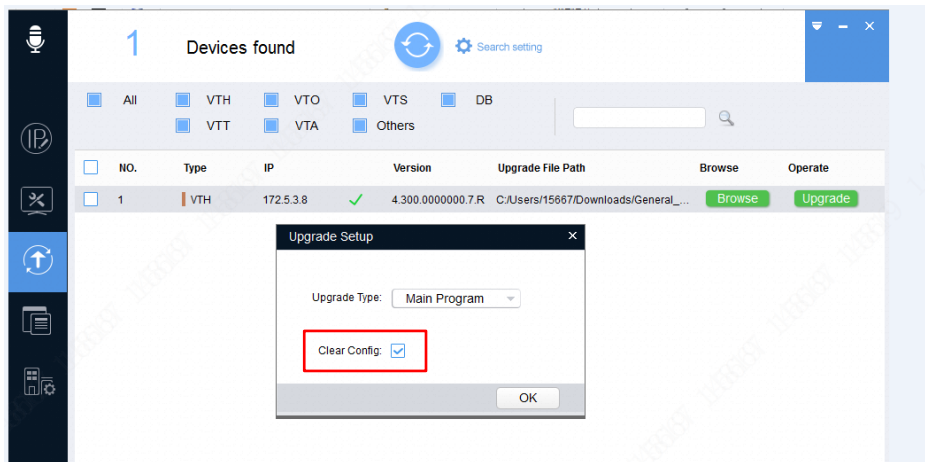 1 Devices found Search setting
All VTH VTO VTS DB
VTT VTA Others
NO. Type IP Version Upgrade File Path Browse Operate
1 VTH 172.5.3.8 4.300.0000000.7.R C:/Users/15667/Downloads/General_... Browse Upgrade
Upgrade Setup
Upgrade Type: Main Program
Clear Config:
OK